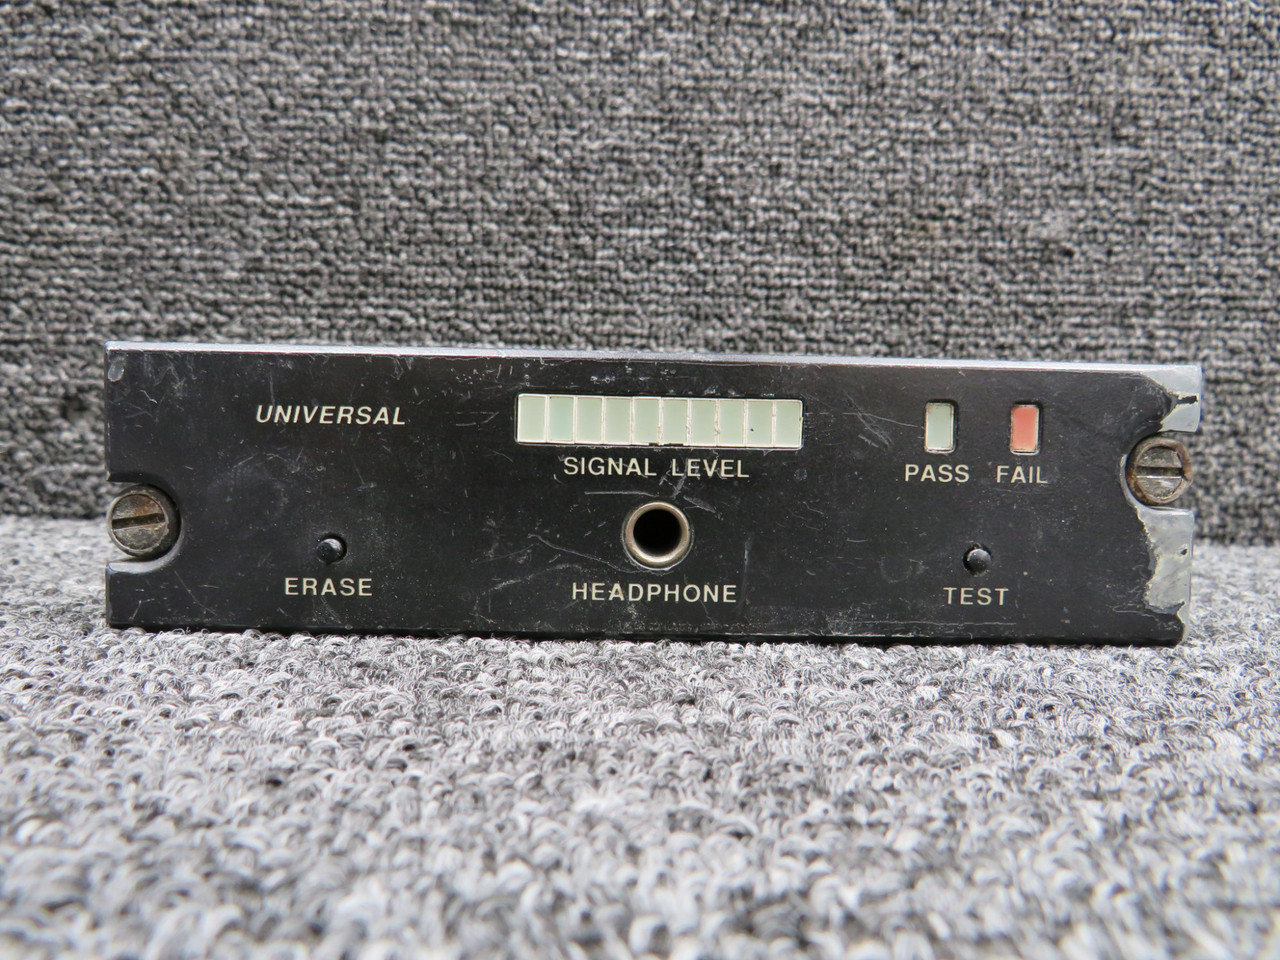 UNIVERSAL
SIGNAL LEVEL
PASS FAIL
ERASE
HEADPHONE
TEST